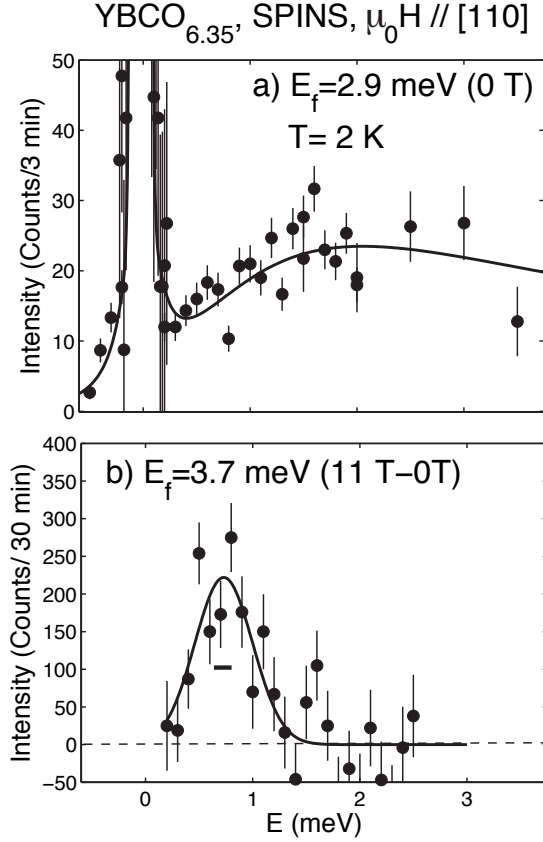 YBCO6.35, SPINS, μ0H // [110]
a) Ef=2.9 meV (0 T)
T= 2 K
Intensity (Counts/3 min)
50
40
30
20
10
0
b) Ef=3.7 meV (11 T−0T)
Intensity (Counts/ 30 min)
400
350
300
250
200
150
100
50
0
−50
0 1 2 3
E (meV)